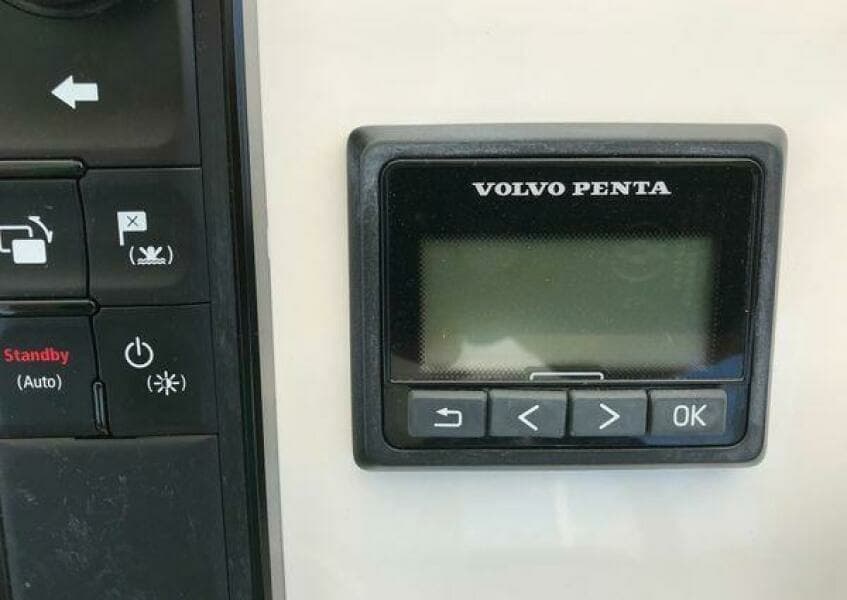 VOLVO PENTA
Standby
(Auto)
OK